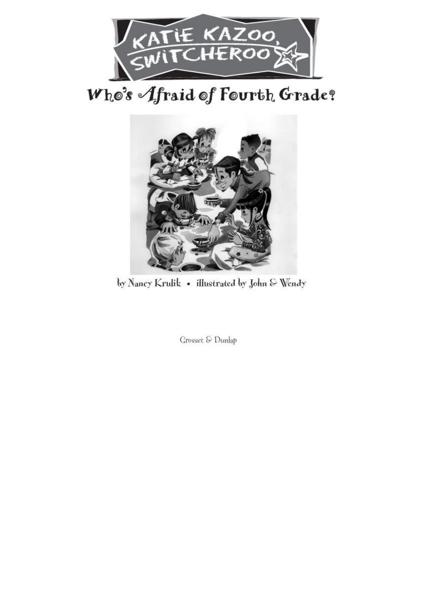 KATIE KAZOO,
SWITCHEROO
Who's Afraid of Fourth Grade?
by Nancy Krulik • illustrated by John & Wendy
Grosset & Dunlap